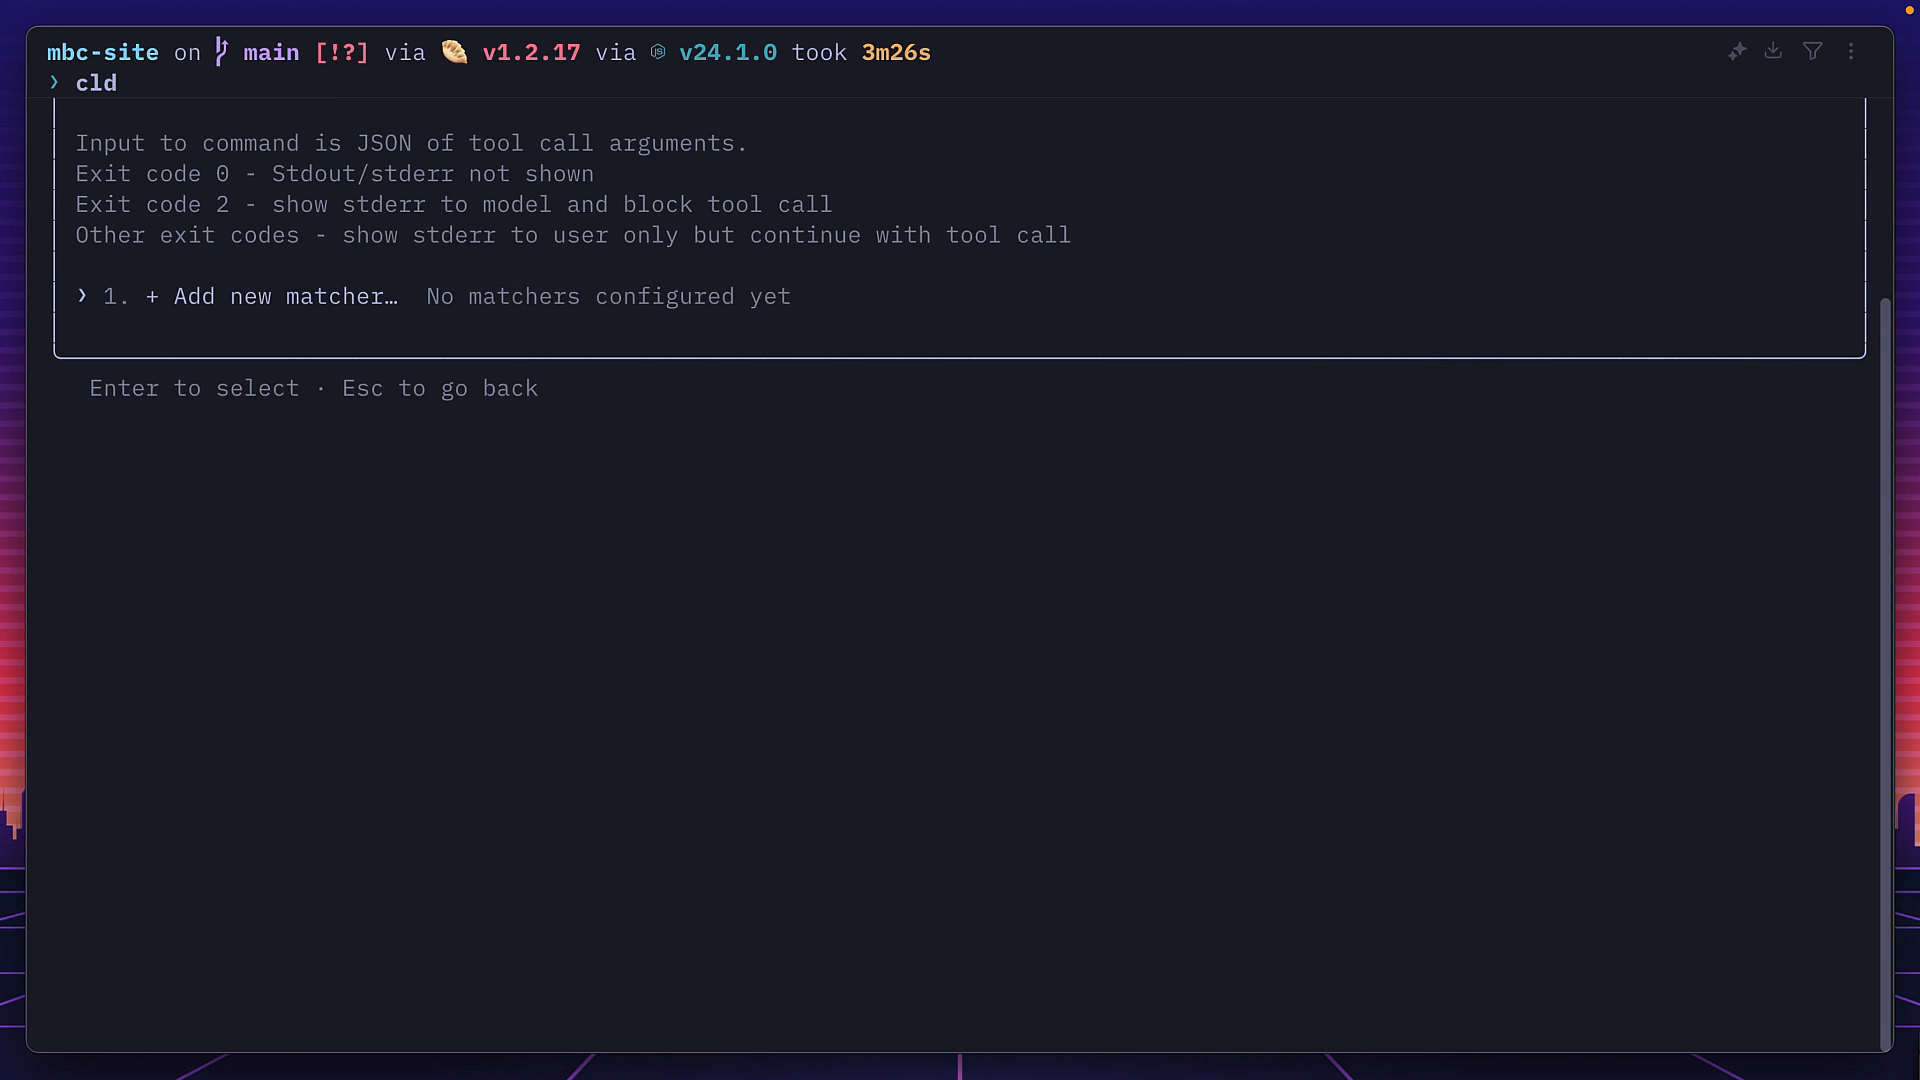 mbc-site on main [!?] via v1.2.17 via v24.1.0 took 3m26s
❯ cld
Input to command is JSON of tool call arguments.
Exit code 0 - Stdout/stderr not shown
Exit code 2 - show stderr to model and block tool call
Other exit codes - show stderr to user only but continue with tool call
❯ 1. + Add new matcher… No matchers configured yet
Enter to select · Esc to go back